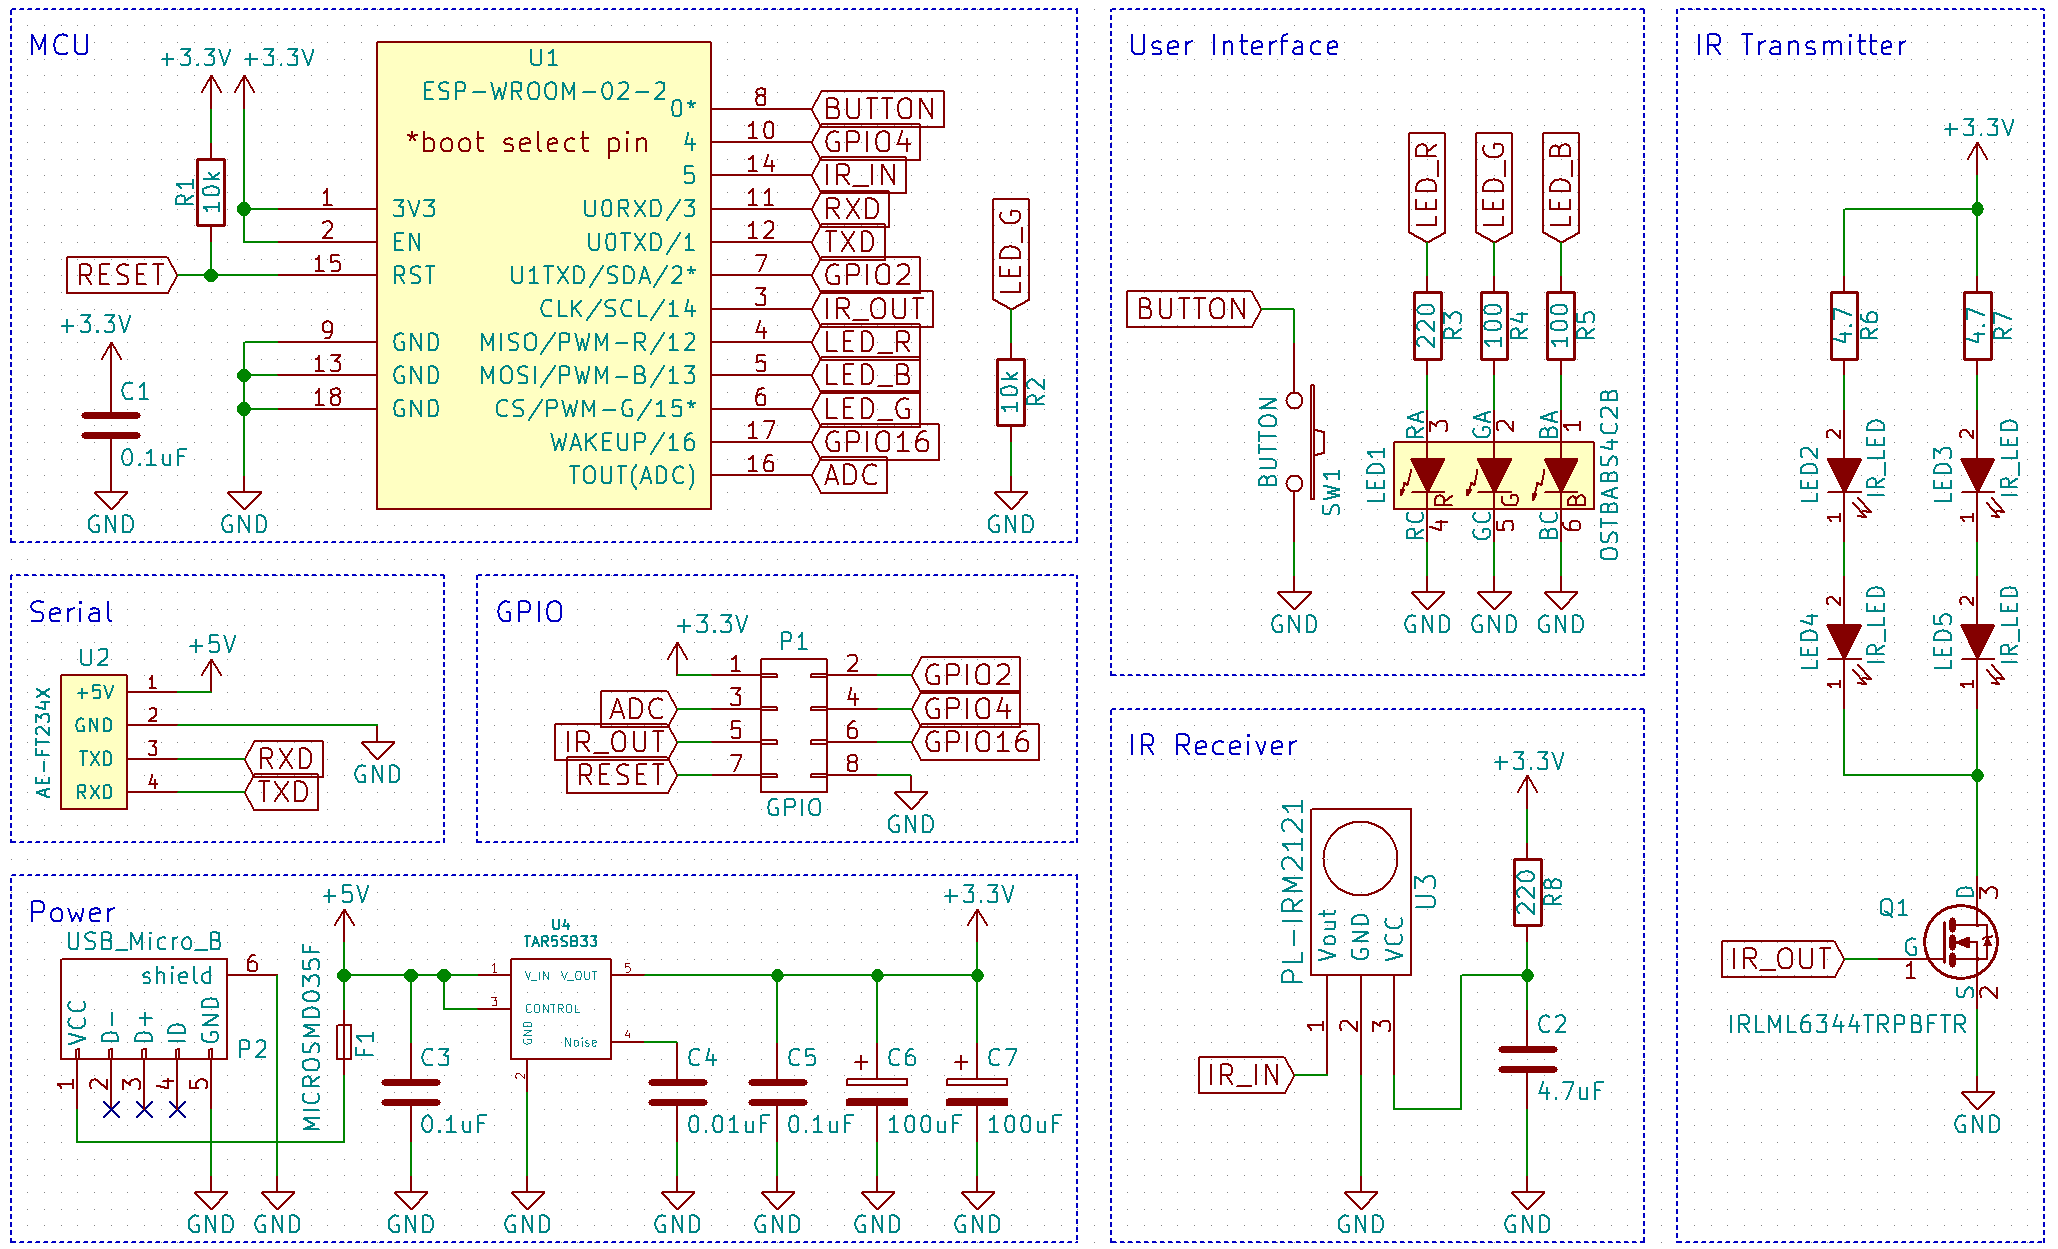 MCU
+3.3V +3.3V
R1
10k
RESET
+3.3V
C1
0.1uF
GND
GND
U1
ESP-WROOM-02-2
*boot select pin
1 3V3
2 EN
15 RST
9 GND
13 GND
18 GND
0* 8 BUTTON
4 10 GPIO4
5 14 IR_IN
U0RXD/3 11 RXD
U0TXD/1 12 TXD
U1TXD/SDA/2* 7 GPIO2
CLK/SCL/14 3 IR_OUT
MISO/PWM-R/12 4 LED_R
MOSI/PWM-B/13 5 LED_B
CS/PWM-G/15* 6 LED_G
WAKEUP/16 17 GPIO16
TOUT(ADC) 16 ADC
LED_G
10k
R2
GND
User Interface
BUTTON
BUTTON
SW1
GND
LED_R
LED_G
LED_B
220
R3
100
R4
100
R5
LED1
RA 3
GA 2
BA 1
R
G
B
RC 4
GC 5
BC 6
OSTBABS4C2B
GND
GND
GND
IR Transmitter
+3.3V
4.7
R6
4.7
R7
LED2
2
1
IR_LED
LED3
2
1
IR_LED
LED4
2
1
IR_LED
LED5
2
1
IR_LED
Q1
D 3
G
1
S 2
IR_OUT
IRLML6344TRPBFTR
GND
Serial
U2
AE-FT234X
+5V
+5V 1
GND 2
TXD 3 RXD
RXD 4 TXD
GND
GPIO
+3.3V
P1
1 2 GPIO2
ADC 3 4 GPIO4
IR_OUT 5 6 GPIO16
RESET 7 8
GPIO
GND
IR Receiver
PL-IRM2121
U3
Vout
GND
VCC
1
2
3
IR_IN
GND
+3.3V
220
R8
C2
4.7uF
GND
Power
USB_Micro_B
shield 6
VCC
D-
D+
ID
GND
P2
1
2
3
4
5
GND
GND
+5V
MICROSMD035F
F1
C3
0.1uF
GND
U4
TAR5SB33
1 V_IN V_OUT 5
3 CONTROL
GND
Noise 4
2
GND
C4
0.01uF
GND
C5
0.1uF
GND
C6
100uF
GND
+3.3V
C7
100uF
GND